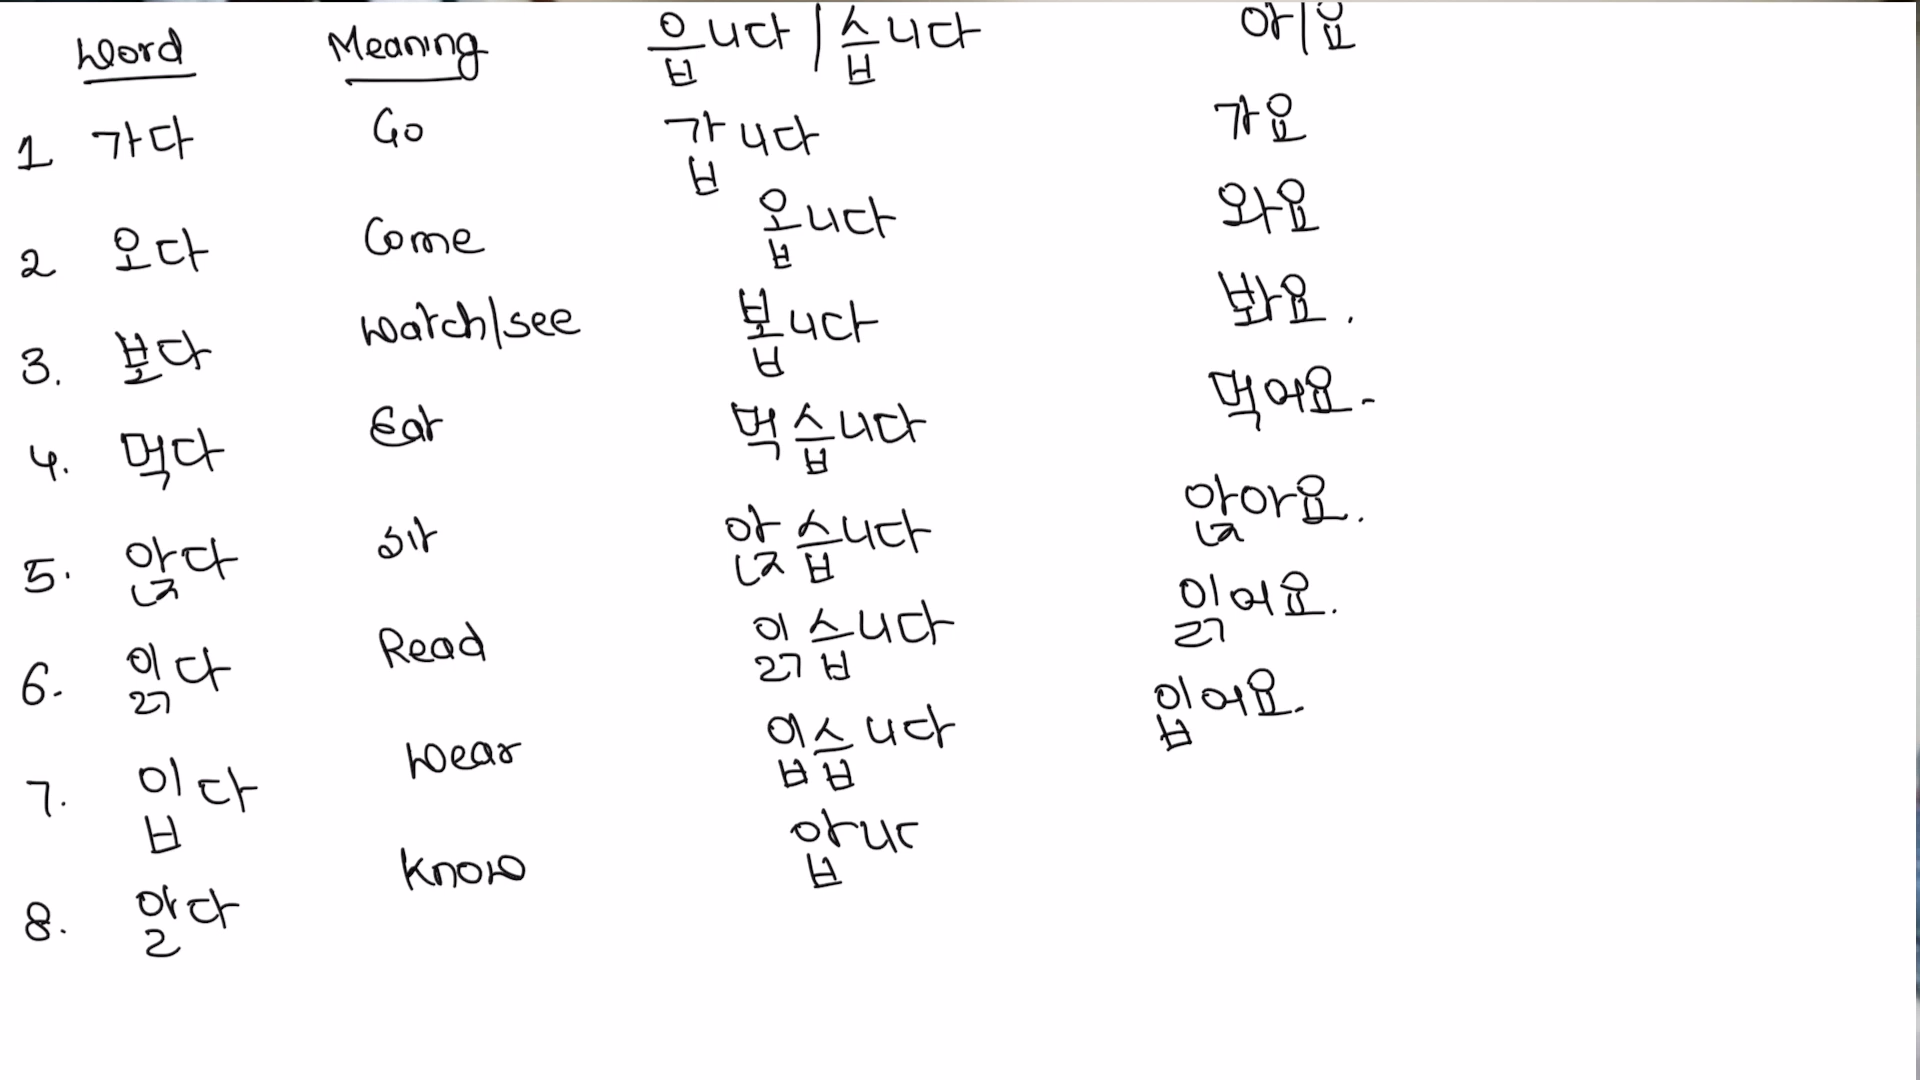 Word Meaning 읍니다/습니다 아/요
1 가다 Go 갑니다 가요
2 오다 Come 옵니다 와요
3. 보다 Watch/see 봅니다 봐요.
4. 먹다 Eat 먹습니다 먹어요.
5. 앉다 sit 앉습니다 앉아요.
6. 읽다 Read 읽습니다 읽어요.
7. 입다 Wear 입습니다 입어요.
8. 알다 Know 압니